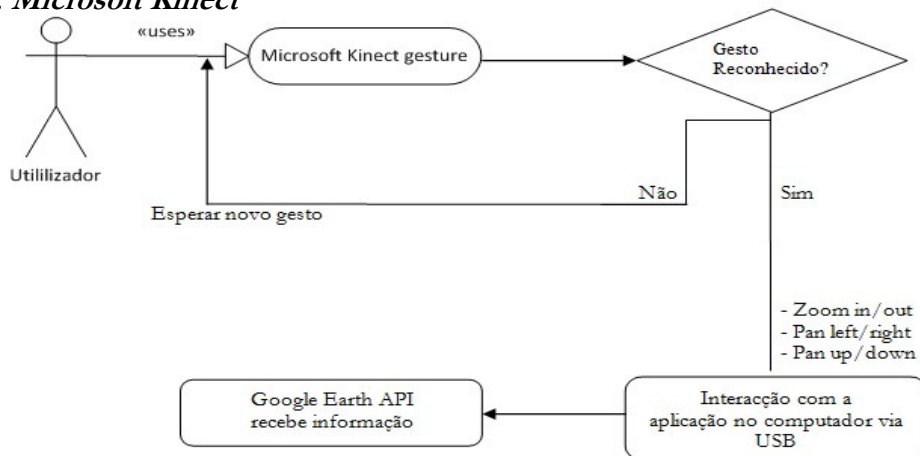 . Microsoft Kinect
«uses»
Microsoft Kinect gesture
Gesto
Reconhecido?
Utililizador
Não
Sim
Esperar novo gesto
- Zoom in/out
- Pan left/right
- Pan up/down
Google Earth API
recebe informação
Interacção com a
aplicação no computador via
USB